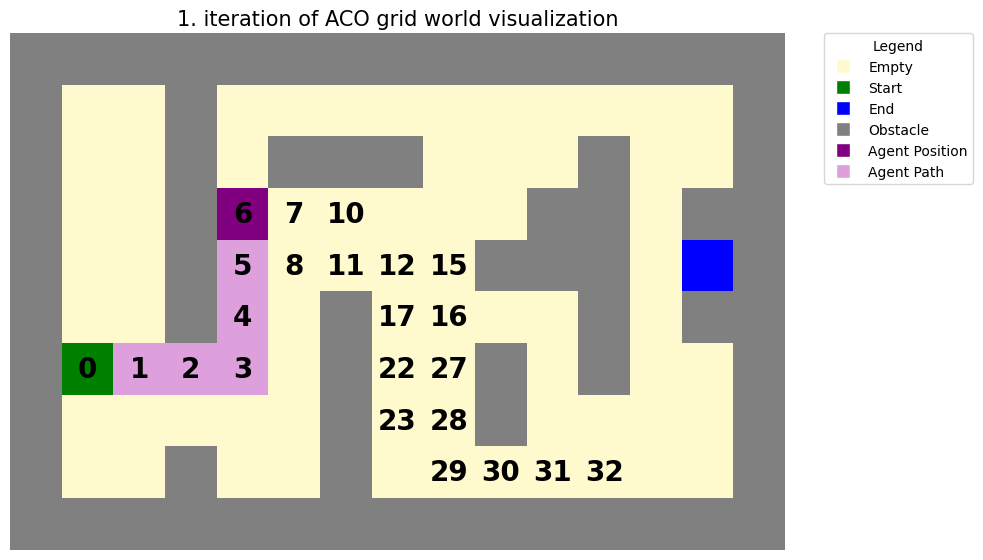 1. iteration of ACO grid world visualization
Legend
Empty
Start
End
Obstacle
Agent Position
Agent Path
6 7 10
5 8 11 12 15
4 17 16
0 1 2 3 22 27
23 28
29 30 31 32